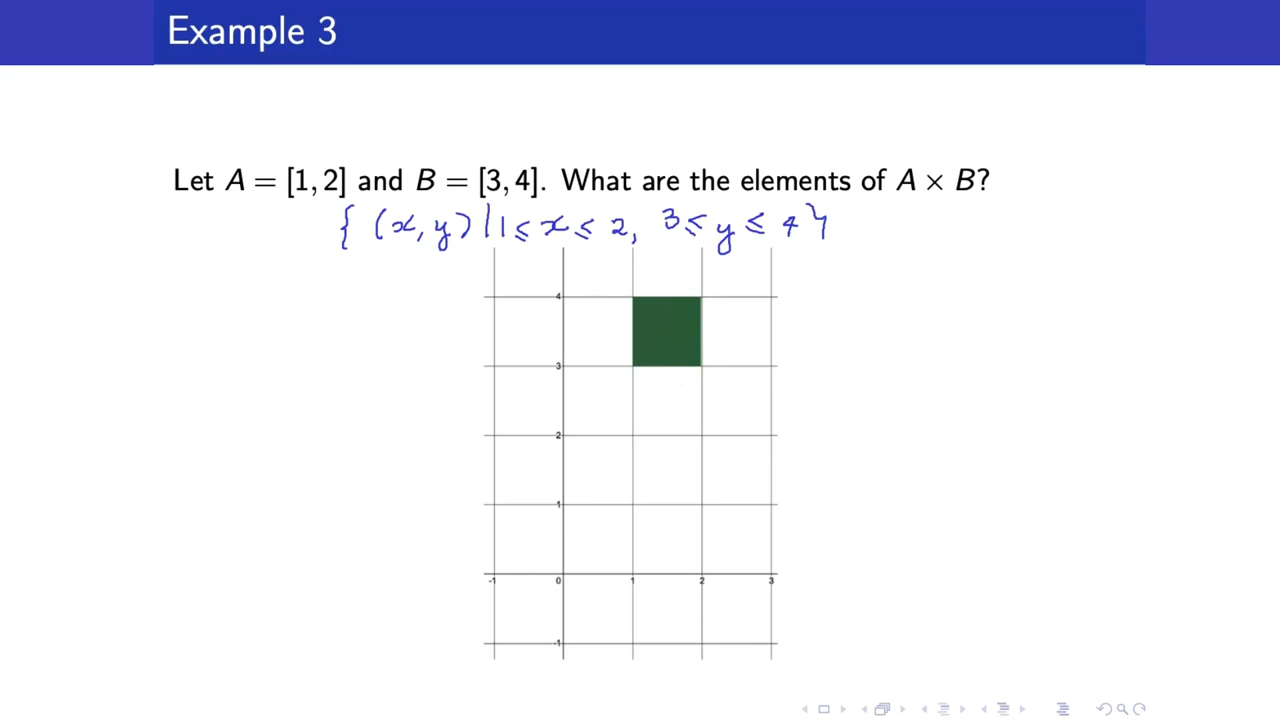 Example 3
Let A = [1, 2] and B = [3, 4]. What are the elements of A × B?
{ (x, y) | 1 ≤ x ≤ 2, 3 ≤ y ≤ 4 }
4
3
2
1
-1 0 1 2 3
-1